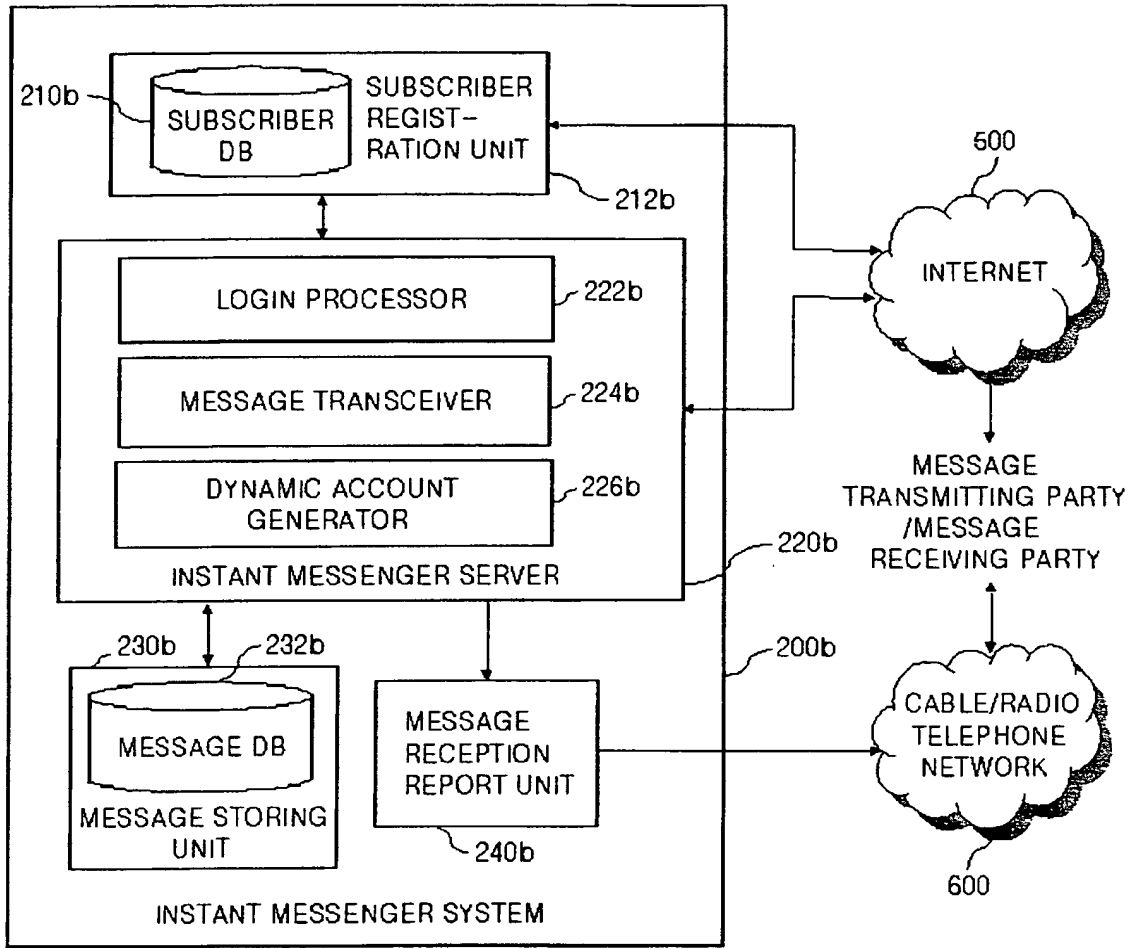 210b
SUBSCRIBER
DB
SUBSCRIBER
REGIST-
RATION UNIT
212b
LOGIN PROCESSOR
222b
MESSAGE TRANSCEIVER
224b
DYNAMIC ACCOUNT
GENERATOR
226b
INSTANT MESSENGER SERVER
220b
230b
232b
MESSAGE DB
MESSAGE STORING
UNIT
MESSAGE
RECEPTION
REPORT UNIT
240b
200b
INSTANT MESSENGER SYSTEM
500
INTERNET
MESSAGE
TRANSMITTING PARTY
/MESSAGE
RECEIVING PARTY
CABLE/RADIO
TELEPHONE
NETWORK
600